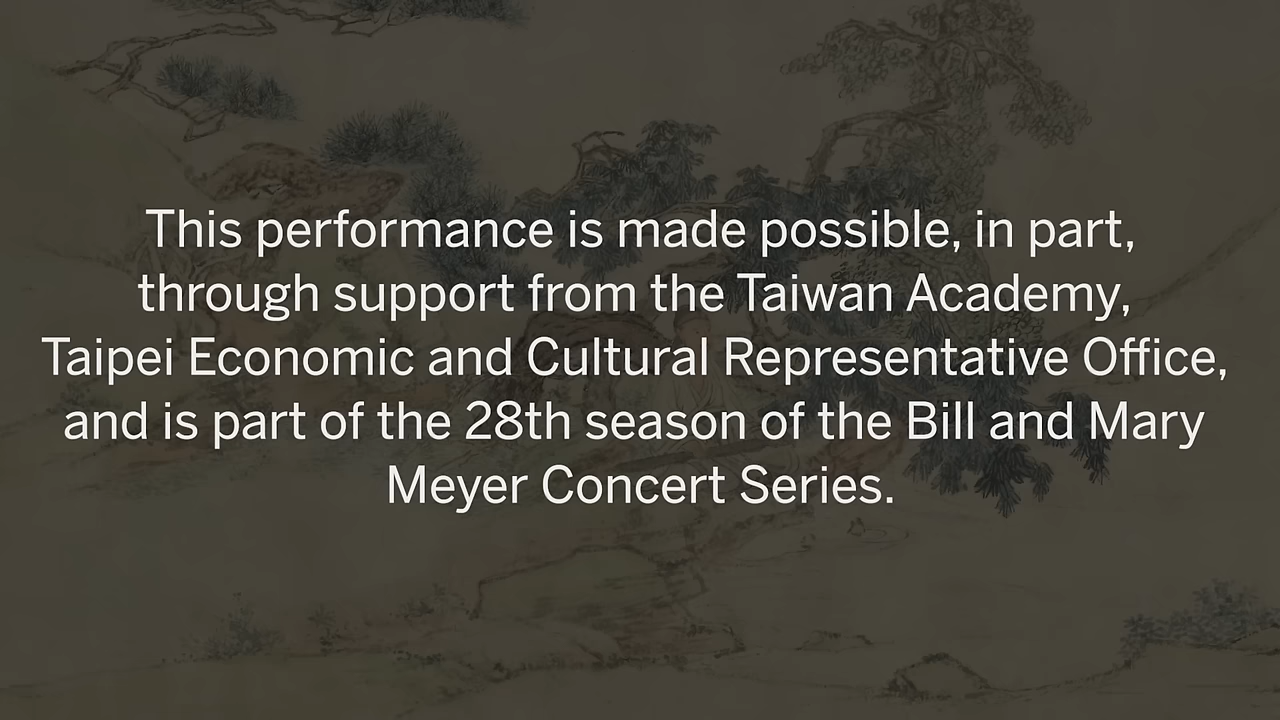 This performance is made possible, in part,
through support from the Taiwan Academy,
Taipei Economic and Cultural Representative Office,
and is part of the 28th season of the Bill and Mary
Meyer Concert Series.